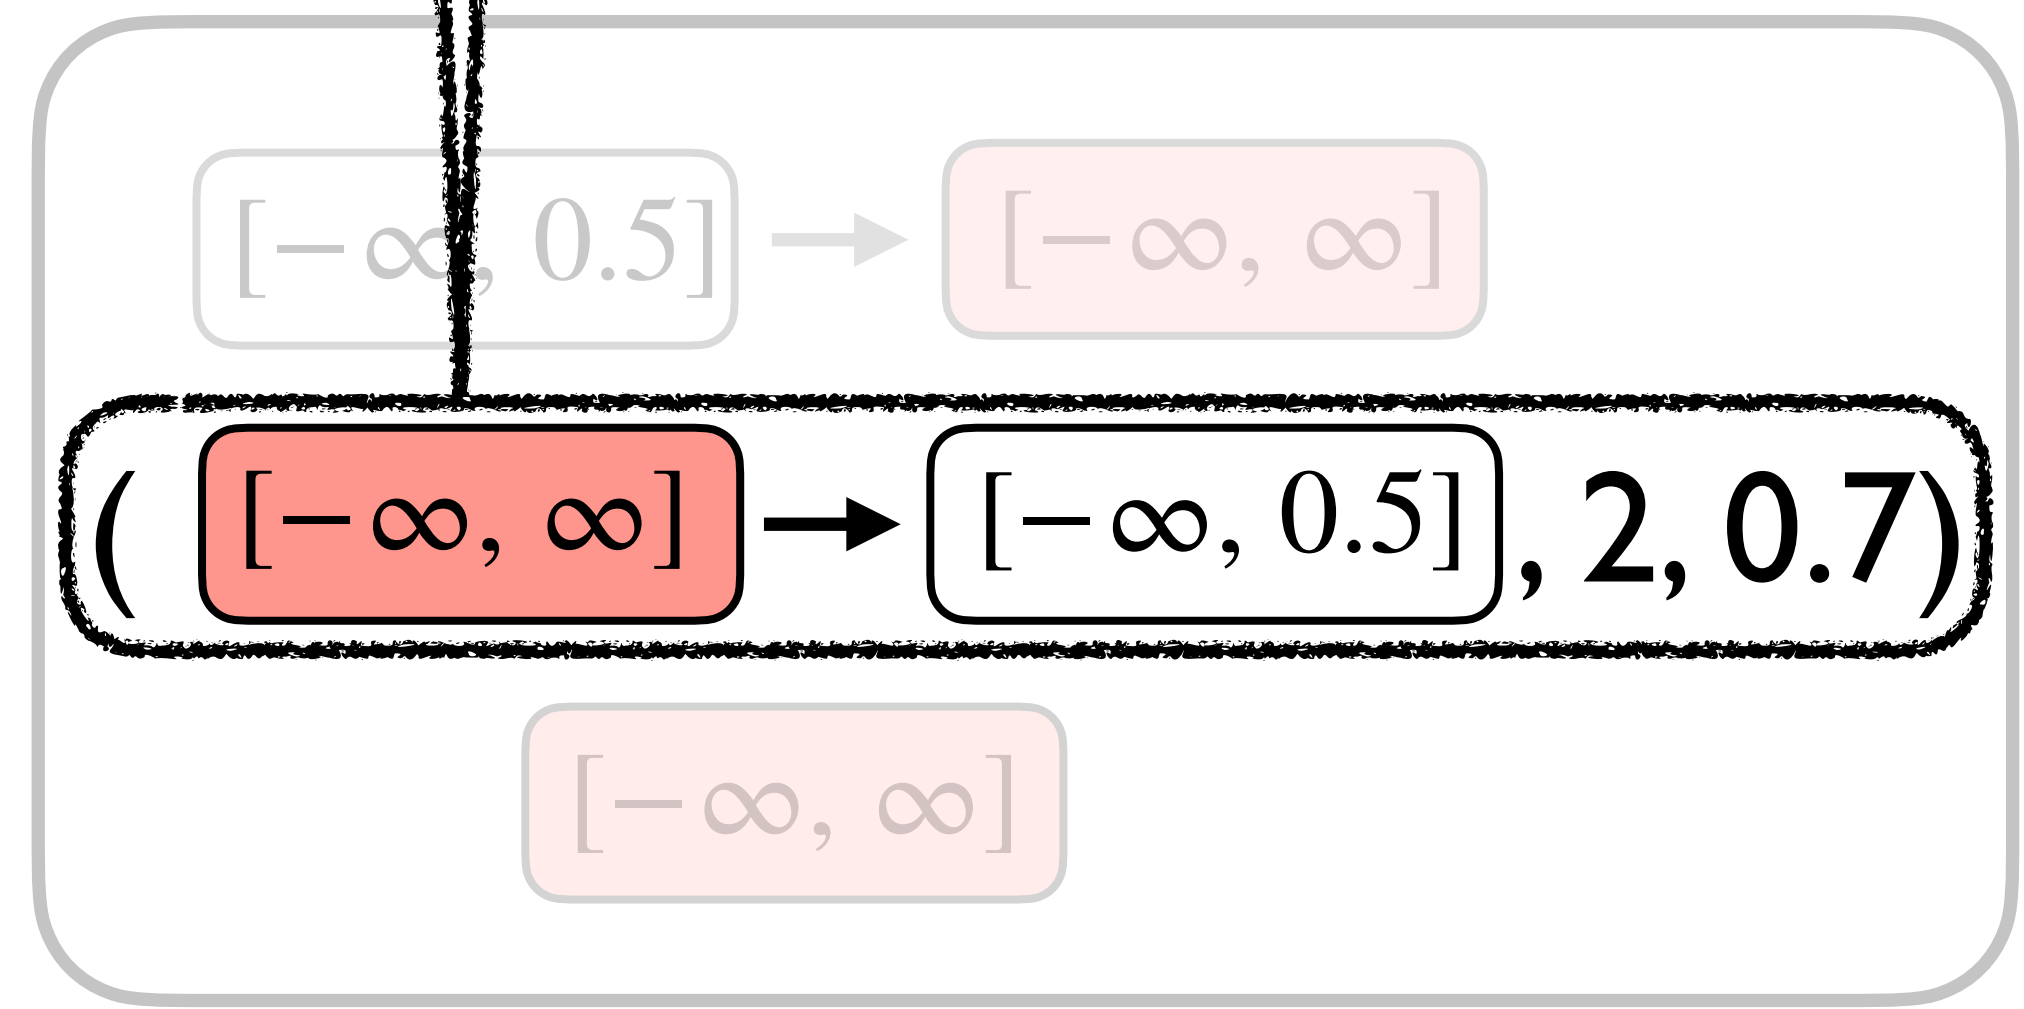 [−∞, 0.5] → [−∞, ∞]
( [−∞, ∞] → [−∞, 0.5] , 2, 0.7)
[−∞, ∞]